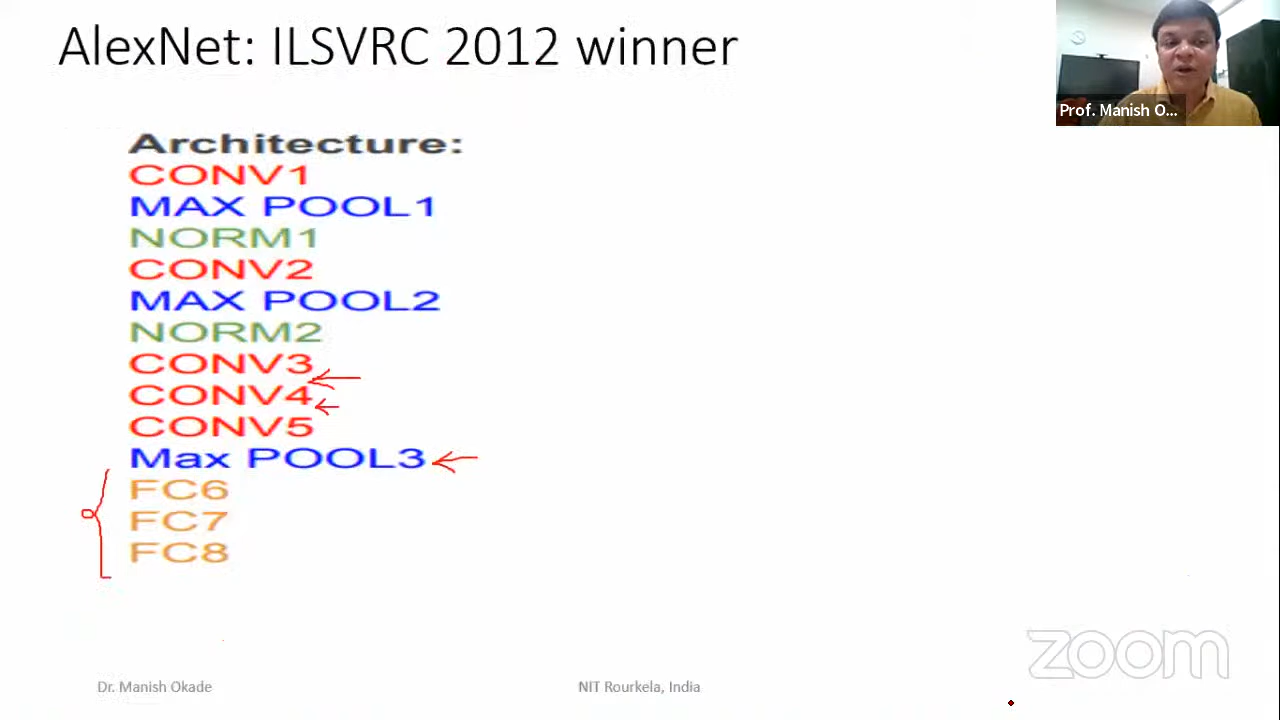 AlexNet: ILSVRC 2012 winner
Prof. Manish O...
Architecture:
CONV1
MAX POOL1
NORM1
CONV2
MAX POOL2
NORM2
CONV3
CONV4
CONV5
Max POOL3
FC6
FC7
FC8
zoom
Dr. Manish Okade
NIT Rourkela, India